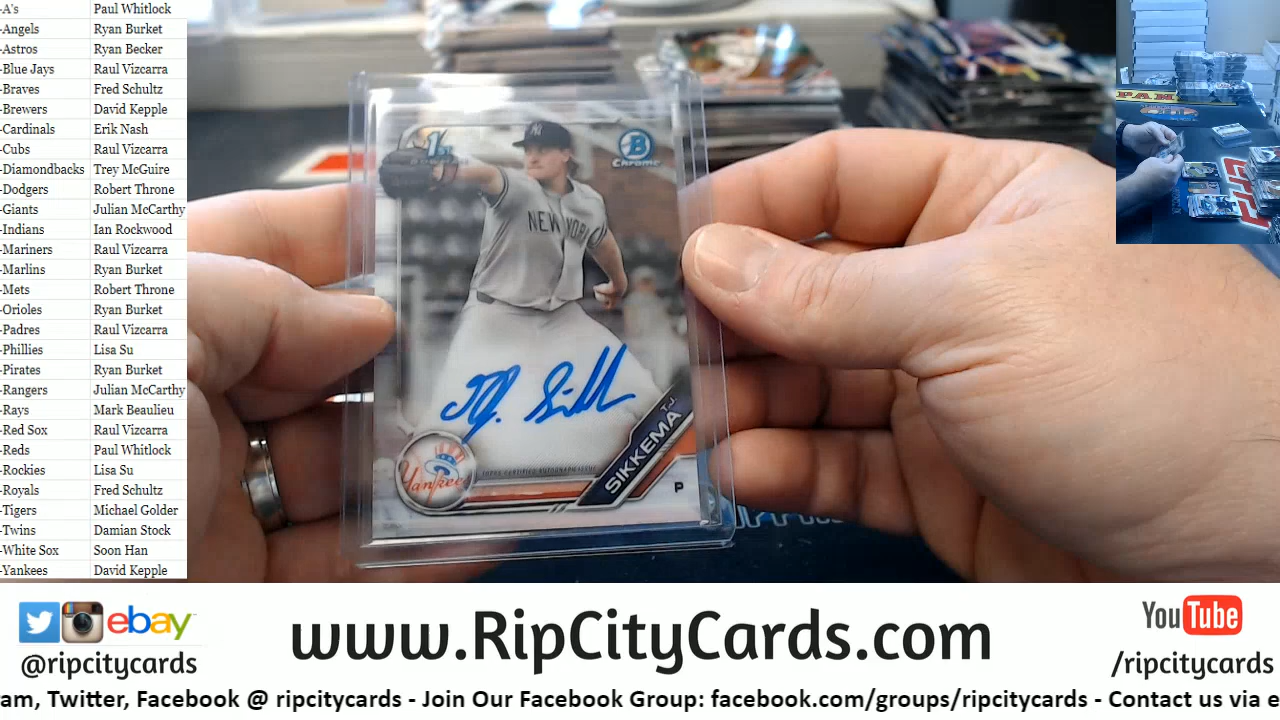 -A's Paul Whitlock
-Angels Ryan Burket
-Astros Ryan Becker
-Blue Jays Raul Vizcarra
-Braves Fred Schultz
-Brewers David Kepple
-Cardinals Erik Nash
-Cubs Raul Vizcarra
-Diamondbacks Trey McGuire
-Dodgers Robert Throne
-Giants Julian McCarthy
-Indians Ian Rockwood
-Mariners Raul Vizcarra
-Marlins Ryan Burket
-Mets Robert Throne
-Orioles Ryan Burket
-Padres Raul Vizcarra
-Phillies Lisa Su
-Pirates Ryan Burket
-Rangers Julian McCarthy
-Rays Mark Beaulieu
-Red Sox Raul Vizcarra
-Reds Paul Whitlock
-Rockies Lisa Su
-Royals Fred Schultz
-Tigers Michael Golder
-Twins Damian Stock
-White Sox Soon Han
-Yankees David Kepple
1st
BOWMAN
B
Chrome
NEW YORK
T.J. Sikkema
TOPPS CERTIFIED AUTOGRAPH ISSUE
Yankees
SIKKEMA T.J.
P
ebay
@ripcitycards
www.RipCityCards.com
YouTube
/ripcitycards
am, Twitter, Facebook @ ripcitycards - Join Our Facebook Group: facebook.com/groups/ripcitycards - Contact us via e